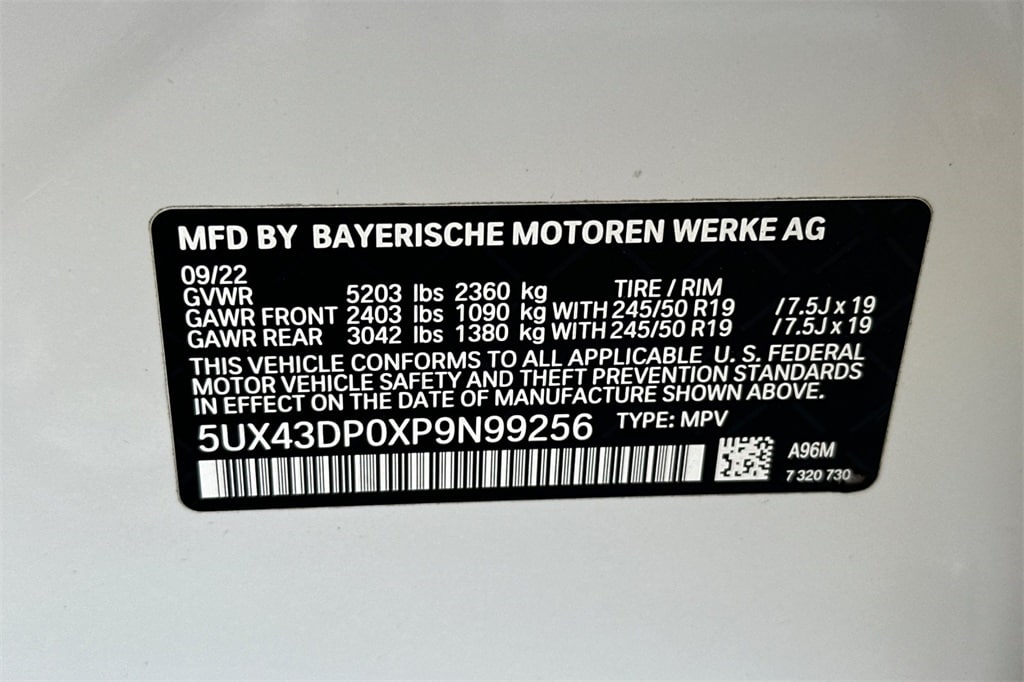 MFD BY BAYERISCHE MOTOREN WERKE AG
09/22
GVWR 5203 lbs 2360 kg TIRE / RIM
GAWR FRONT 2403 lbs 1090 kg WITH 245/50 R19 /7.5J x 19
GAWR REAR 3042 lbs 1380 kg WITH 245/50 R19 /7.5J x 19
THIS VEHICLE CONFORMS TO ALL APPLICABLE U. S. FEDERAL
MOTOR VEHICLE SAFETY AND THEFT PREVENTION STANDARDS
IN EFFECT ON THE DATE OF MANUFACTURE SHOWN ABOVE.
5UX43DP0XP9N99256 TYPE: MPV
A96M
7 320 730